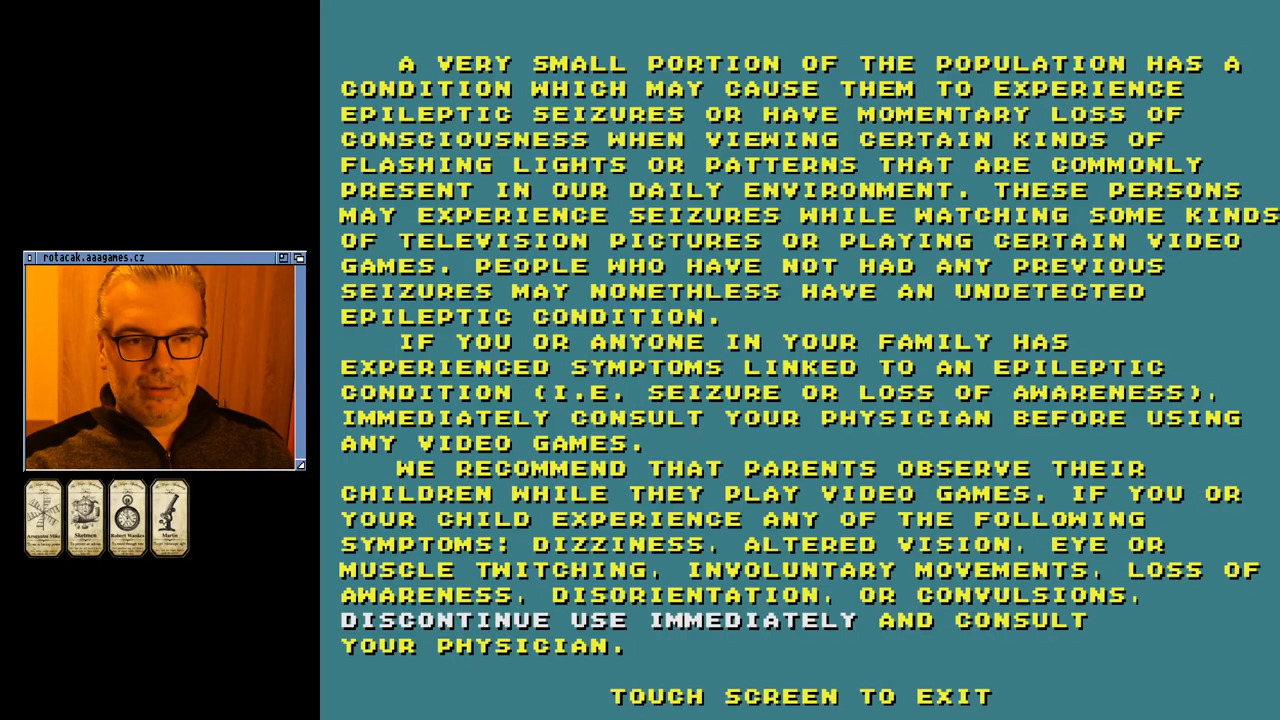 rotacak.aaagames.cz
Sketmen
Martin
A VERY SMALL PORTION OF THE POPULATION HAS A
CONDITION WHICH MAY CAUSE THEM TO EXPERIENCE
EPILEPTIC SEIZURES OR HAVE MOMENTARY LOSS OF
CONSCIOUSNESS WHEN VIEWING CERTAIN KINDS OF
FLASHING LIGHTS OR PATTERNS THAT ARE COMMONLY
PRESENT IN OUR DAILY ENVIRONMENT. THESE PERSONS
MAY EXPERIENCE SEIZURES WHILE WATCHING SOME KINDS
OF TELEVISION PICTURES OR PLAYING CERTAIN VIDEO
GAMES. PEOPLE WHO HAVE NOT HAD ANY PREVIOUS
SEIZURES MAY NONETHLESS HAVE AN UNDETECTED
EPILEPTIC CONDITION.
IF YOU OR ANYONE IN YOUR FAMILY HAS
EXPERIENCED SYMPTOMS LINKED TO AN EPILEPTIC
CONDITION (I.E. SEIZURE OR LOSS OF AWARENESS),
IMMEDIATELY CONSULT YOUR PHYSICIAN BEFORE USING
ANY VIDEO GAMES.
WE RECOMMEND THAT PARENTS OBSERVE THEIR
CHILDREN WHILE THEY PLAY VIDEO GAMES. IF YOU OR
YOUR CHILD EXPERIENCE ANY OF THE FOLLOWING
SYMPTOMS: DIZZINESS, ALTERED VISION, EYE OR
MUSCLE TWITCHING, INVOLUNTARY MOVEMENTS, LOSS OF
AWARENESS, DISORIENTATION, OR CONVULSIONS,
DISCONTINUE USE IMMEDIATELY AND CONSULT
YOUR PHYSICIAN.
TOUCH SCREEN TO EXIT